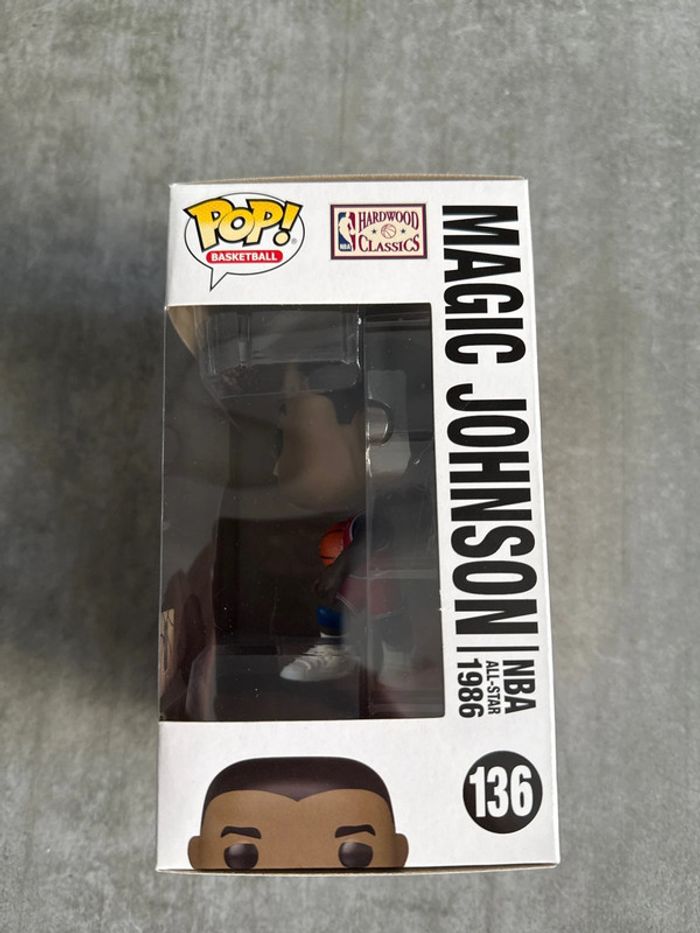 POP!
BASKETBALL
NBA
HARDWOOD
CLASSICS
MAGIC JOHNSON
NBA
ALL-STAR
1986
136